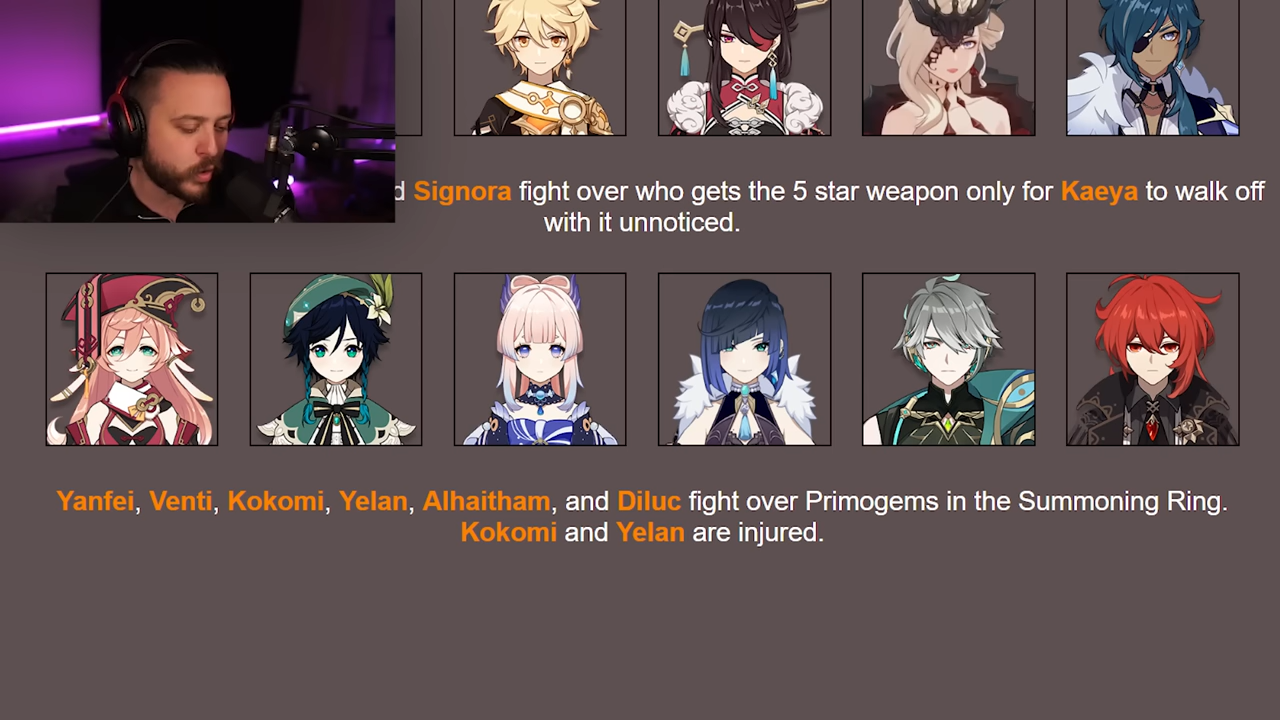 Signora fight over who gets the 5 star weapon only for Kaeya to walk off
with it unnoticed.
Yanfei, Venti, Kokomi, Yelan, Alhaitham, and Diluc fight over Primogems in the Summoning Ring.
Kokomi and Yelan are injured.